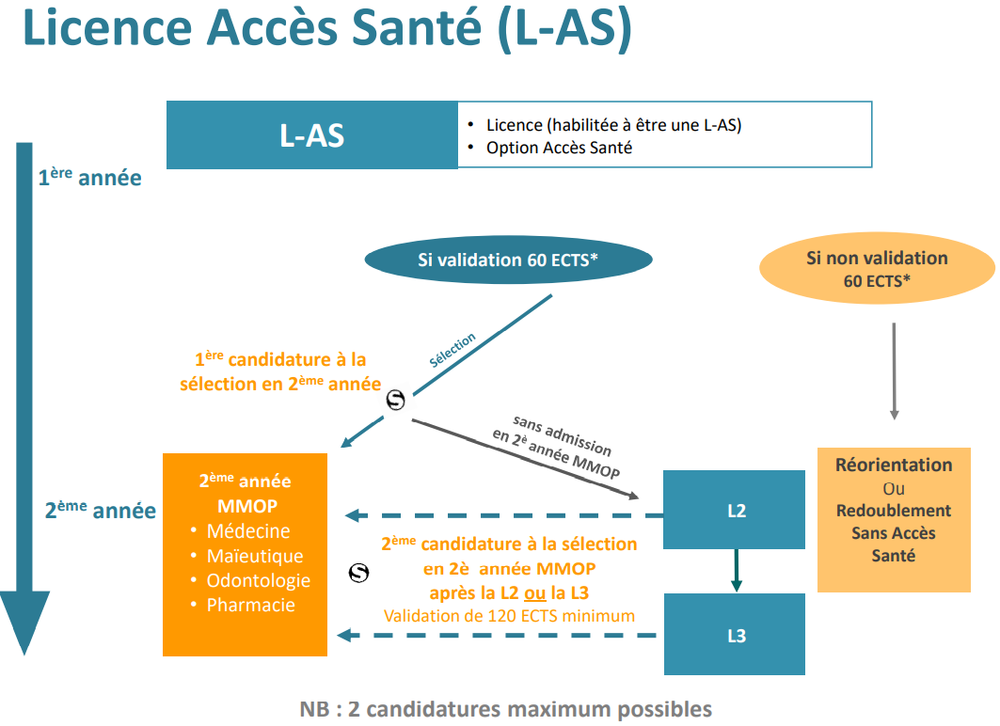 Licence Accès Santé (L-AS)
L-AS
• Licence (habilitée à être une L-AS)
• Option Accès Santé
1ère année
Si validation 60 ECTS*
Si non validation
60 ECTS*
Sélection
1ère candidature à la
sélection en 2ème année
S
sans admission
en 2è année MMOP
2ème année
2ème année
MMOP
• Médecine
• Maïeutique
• Odontologie
• Pharmacie
2ème candidature à la sélection
en 2è année MMOP
après la L2 ou la L3
Validation de 120 ECTS minimum
S
L2
L3
Réorientation
Ou
Redoublement
Sans Accès
Santé
NB : 2 candidatures maximum possibles